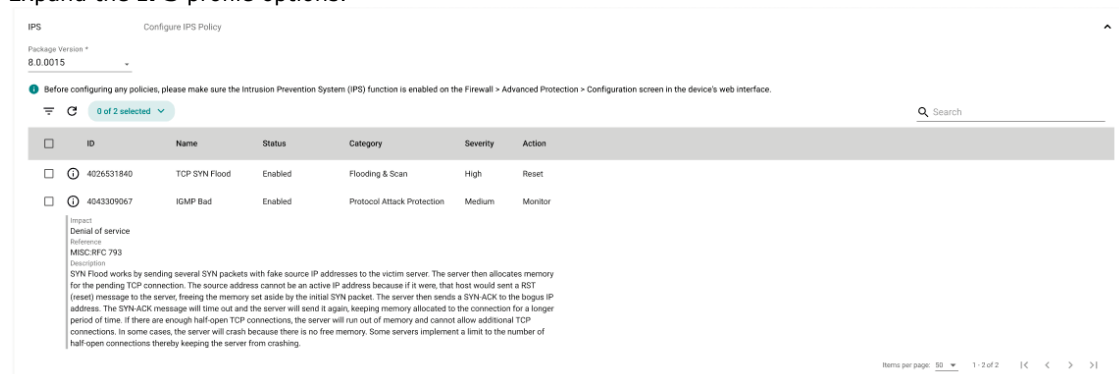 IPS Configure IPS Policy
Package Version *
8.0.0015
Before configuring any policies, please make sure the Intrusion Prevention System (IPS) function is enabled on the Firewall > Advanced Protection > Configuration screen in the device's web interface.
0 of 2 selected
Search
ID Name Status Category Severity Action
4026531840 TCP SYN Flood Enabled Flooding & Scan High Reset
4043309067 IGMP Bad Enabled Protocol Attack Protection Medium Monitor
Impact
Denial of service
Reference
MISC:RFC 793
Description
SYN Flood works by sending several SYN packets with fake source IP addresses to the victim server. The server then allocates memory
for the pending TCP connection. The source address cannot be an active IP address because if it were, that host would sent a RST
(reset) message to the server, freeing the memory set aside by the initial SYN packet. The server then sends a SYN-ACK to the bogus IP
address. The SYN-ACK message will time out and the server will send it again, keeping memory allocated to the connection for a longer
period of time. If there are enough half-open TCP connections, the server will run out of memory and cannot allow additional TCP
connections. In some cases, the server will crash because there is no free memory. Some servers implement a limit to the number of
half-open connections thereby keeping the server from crashing.
Items per page: 50 1 - 2 of 2